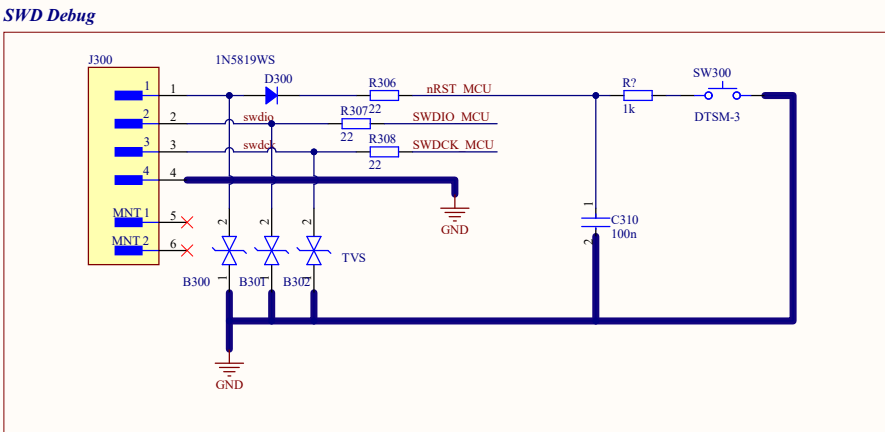 SWD Debug
J300
1N5819WS
D300
SW300
DTSM-3
1 1
R306
22
nRST_MCU
R?
1k
2 2
swdio
R307
22
SWDIO_MCU
3 3
swdck
R308
22
SWDCK_MCU
4 4
GND
MNT 1 5
MNT 2 6
2 2 2
1 1 1
B300 B301 B302
TVS
1
C310
100n
2
GND